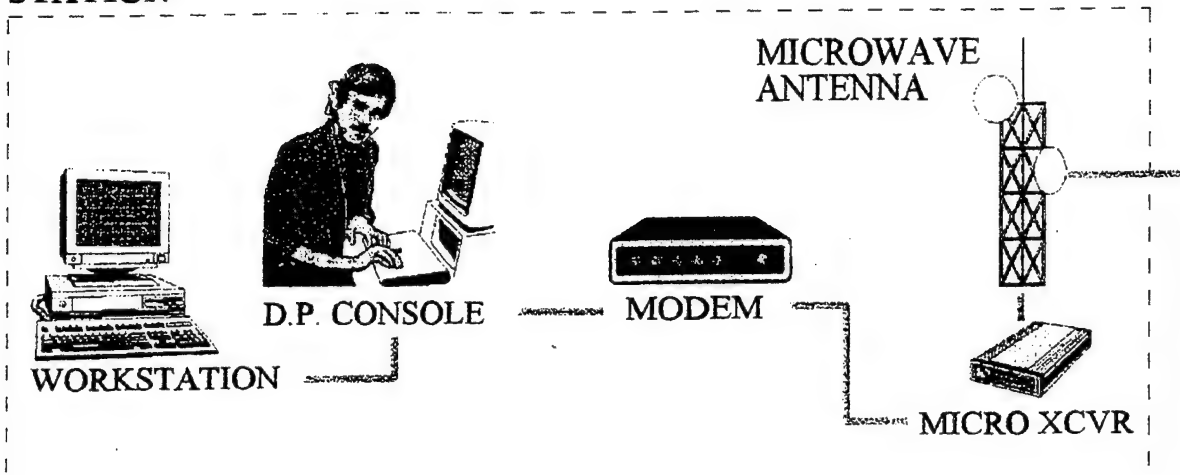 STATION
MICROWAVE
ANTENNA
D.P. CONSOLE
MODEM
WORKSTATION
MICRO XCVR